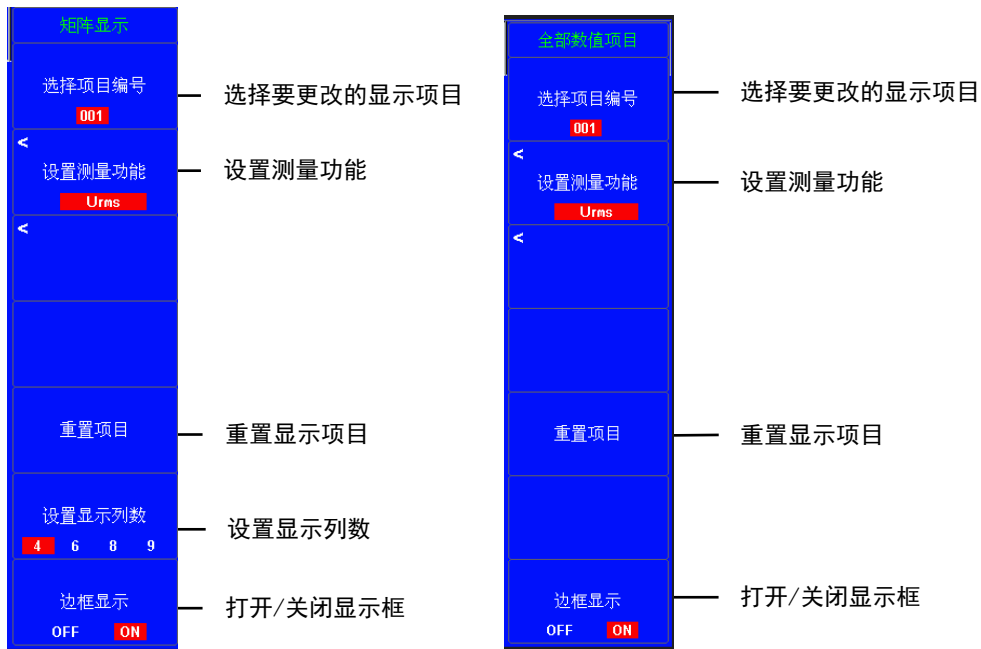 矩阵显示
选择项目编号
001
选择要更改的显示项目
<
设置测量功能
Urms
设置测量功能
<
重置项目
重置显示项目
设置显示列数
4 6 8 9
设置显示列数
边框显示
OFF ON
打开/关闭显示框
全部数值项目
选择项目编号
001
选择要更改的显示项目
<
设置测量功能
Urms
设置测量功能
<
重置项目
重置显示项目
边框显示
OFF ON
打开/关闭显示框